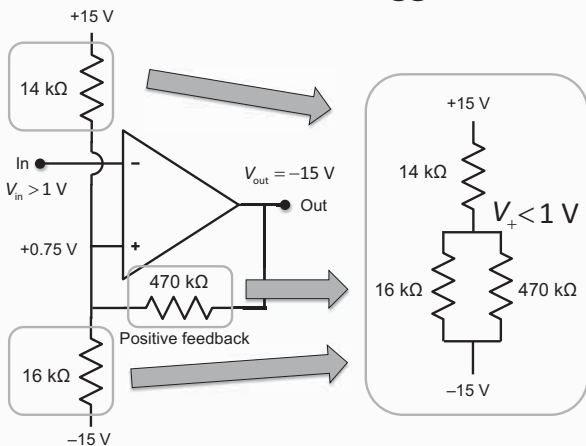 gg
+15 V
14 kΩ
In
V_in > 1 V
−
V_out = −15 V
Out
+0.75 V
+
470 kΩ
Positive feedback
16 kΩ
–15 V
+15 V
14 kΩ
V_+ < 1 V
16 kΩ
470 kΩ
–15 V